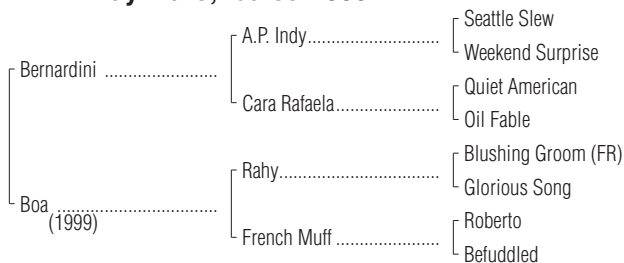 Seattle Slew
A.P. Indy
Weekend Surprise
Bernardini
Quiet American
Cara Rafaela
Oil Fable
Blushing Groom (FR)
Rahy
Glorious Song
Boa
(1999)
Roberto
French Muff
Befuddled